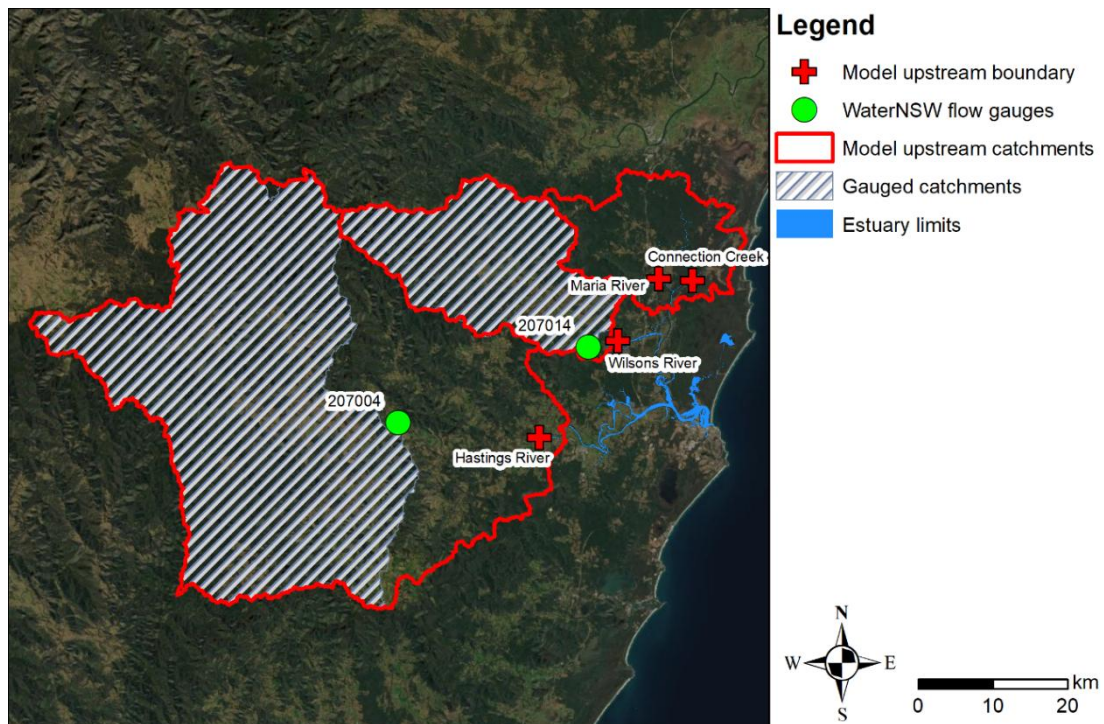 Legend
Model upstream boundary
WaterNSW flow gauges
Model upstream catchments
Gauged catchments
Estuary limits
Connection Creek
Maria River
207014
Wilsons River
207004
Hastings River
N
W E
S
km
0 10 20